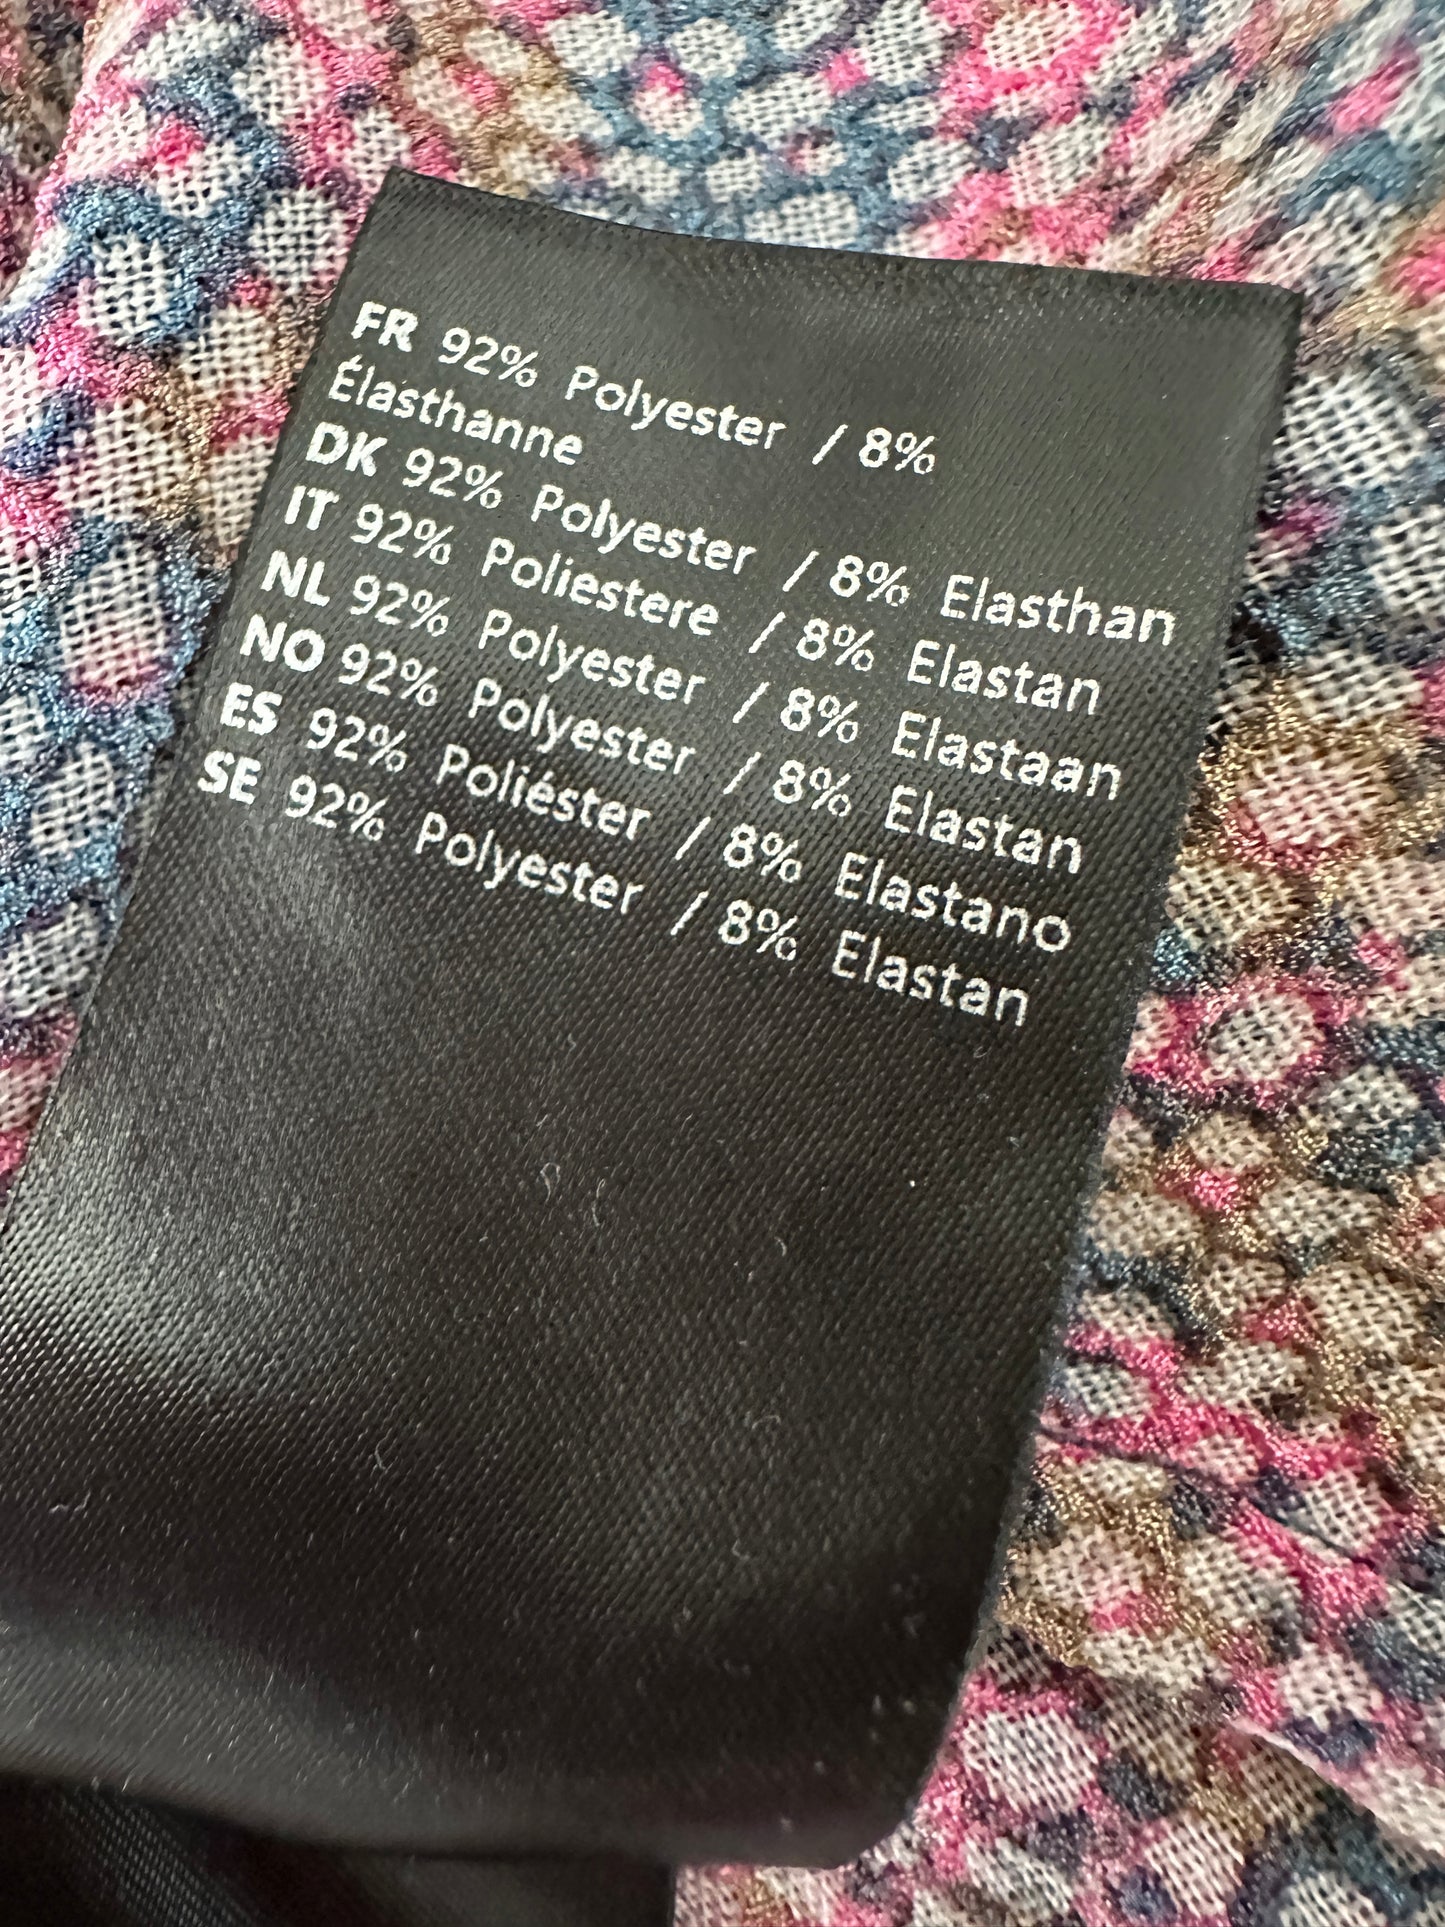 FR 92% Polyester / 8%
Élasthanne
DK 92% Polyester / 8% Elasthan
IT 92% Poliestere / 8% Elastan
NL 92% Polyester / 8% Elastaan
NO 92% Polyester / 8% Elastan
ES 92% Poliéster / 8% Elastano
SE 92% Polyester / 8% Elastan